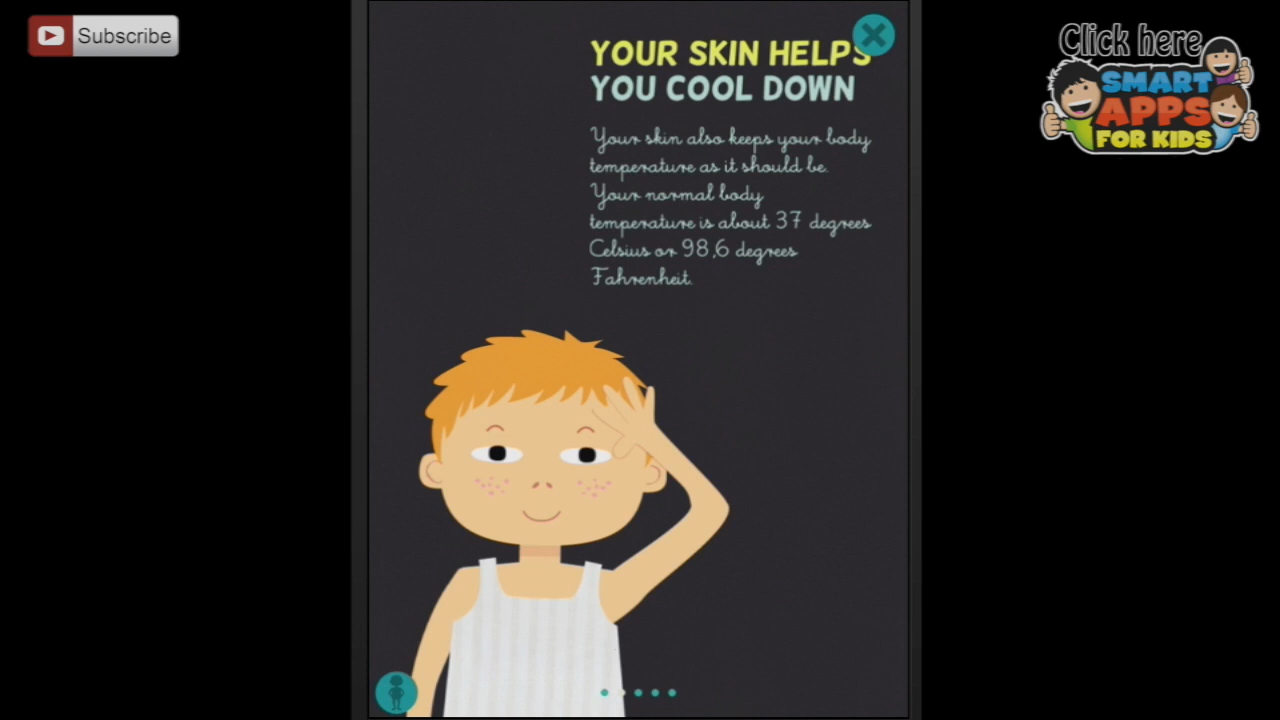 Subscribe
Click here
SMART
APPS
FOR KIDS
YOUR SKIN HELPS
YOU COOL DOWN
Your skin also keeps your body
temperature as it should be.
Your normal body
temperature is about 37 degrees
Celsius or 98,6 degrees
Fahrenheit.